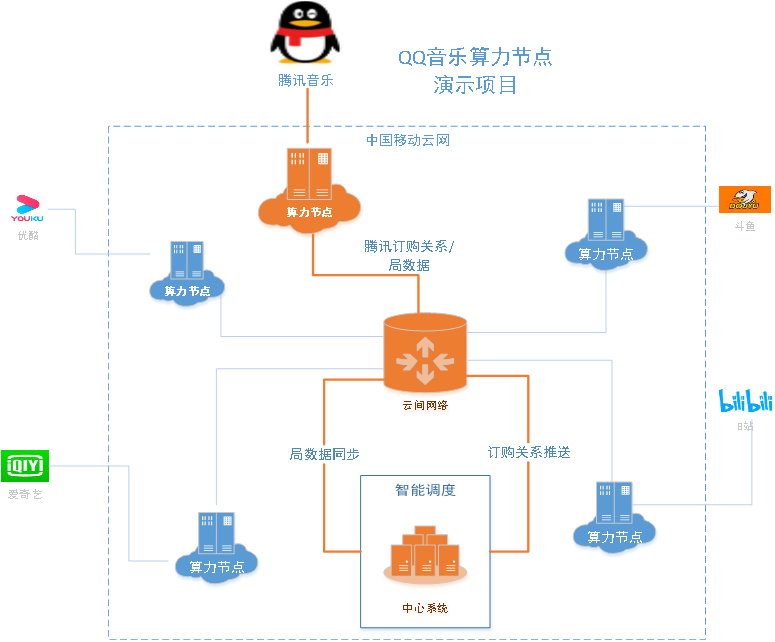 QQ音乐算力节点
演示项目
腾讯音乐
中国移动云网
算力节点
YOUKU
优酷
DOUYU
斗鱼
算力节点
腾讯订购关系/
局数据
算力节点
云间网络
bilibili
B站
局数据同步
订购关系推送
iQIYI
爱奇艺
智能调度
算力节点
算力节点
中心系统